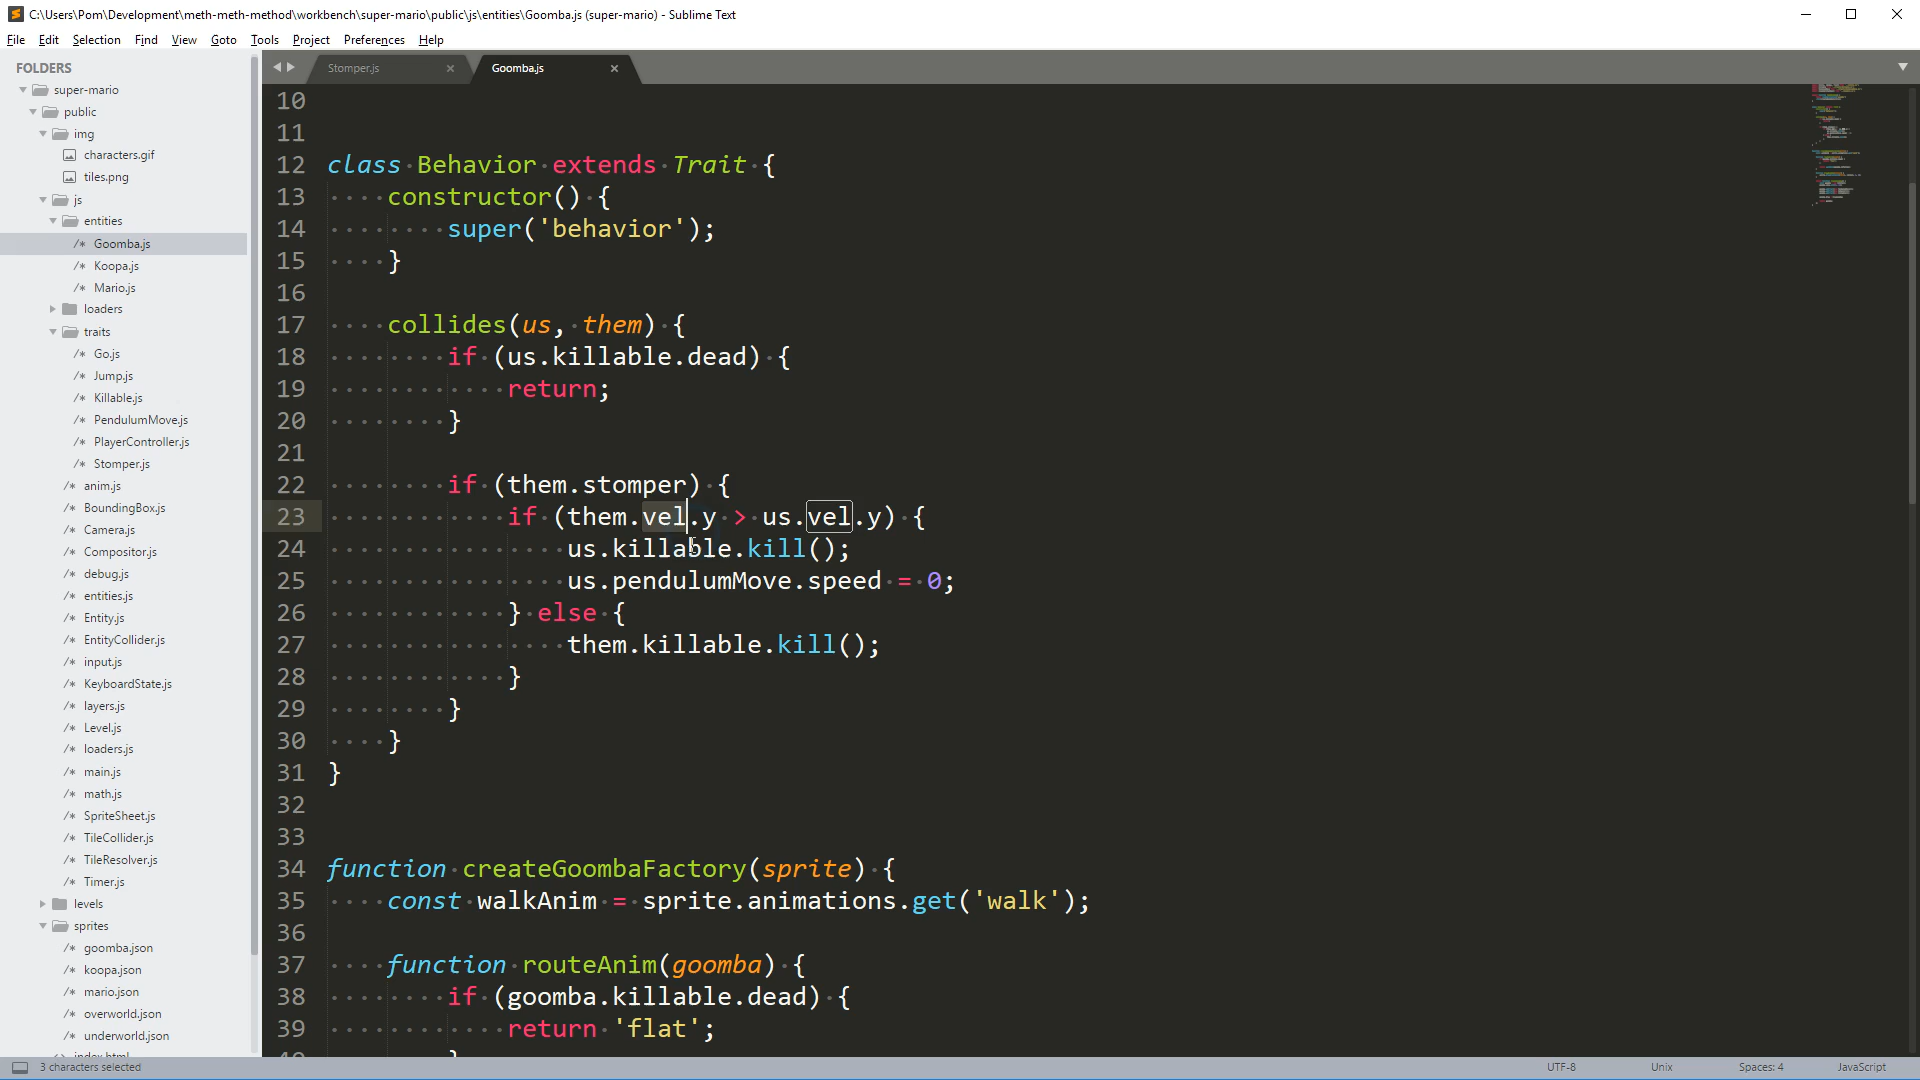 C:\Users\Pom\Development\meth-meth-method\workbench\super-mario\public\js\entities\Goomba.js (super-mario) - Sublime Text
File Edit Selection Find View Goto Tools Project Preferences Help
FOLDERS
super-mario
public
img
characters.gif
tiles.png
js
entities
/* Goomba.js
/* Koopa.js
/* Mario.js
loaders
traits
/* Go.js
/* Jump.js
/* Killable.js
/* PendulumMove.js
/* PlayerController.js
/* Stomper.js
/* anim.js
/* BoundingBox.js
/* Camera.js
/* Compositor.js
/* debug.js
/* entities.js
/* Entity.js
/* EntityCollider.js
/* input.js
/* KeyboardState.js
/* layers.js
/* Level.js
/* loaders.js
/* main.js
/* math.js
/* SpriteSheet.js
/* TileCollider.js
/* TileResolver.js
/* Timer.js
levels
sprites
/* goomba.json
/* koopa.json
/* mario.json
/* overworld.json
/* underworld.json
<> index.html
Stomper.js
Goomba.js
10
11
12 class Behavior extends Trait {
13 constructor() {
14 super('behavior');
15 }
16
17 collides(us, them) {
18 if (us.killable.dead) {
19 return;
20 }
21
22 if (them.stomper) {
23 if (them.vel.y > us.vel.y) {
24 us.killable.kill();
25 us.pendulumMove.speed = 0;
26 } else {
27 them.killable.kill();
28 }
29 }
30 }
31 }
32
33
34 function createGoombaFactory(sprite) {
35 const walkAnim = sprite.animations.get('walk');
36
37 function routeAnim(goomba) {
38 if (goomba.killable.dead) {
39 return 'flat';
40 }
3 characters selected
UTF-8 Unix Spaces: 4 JavaScript